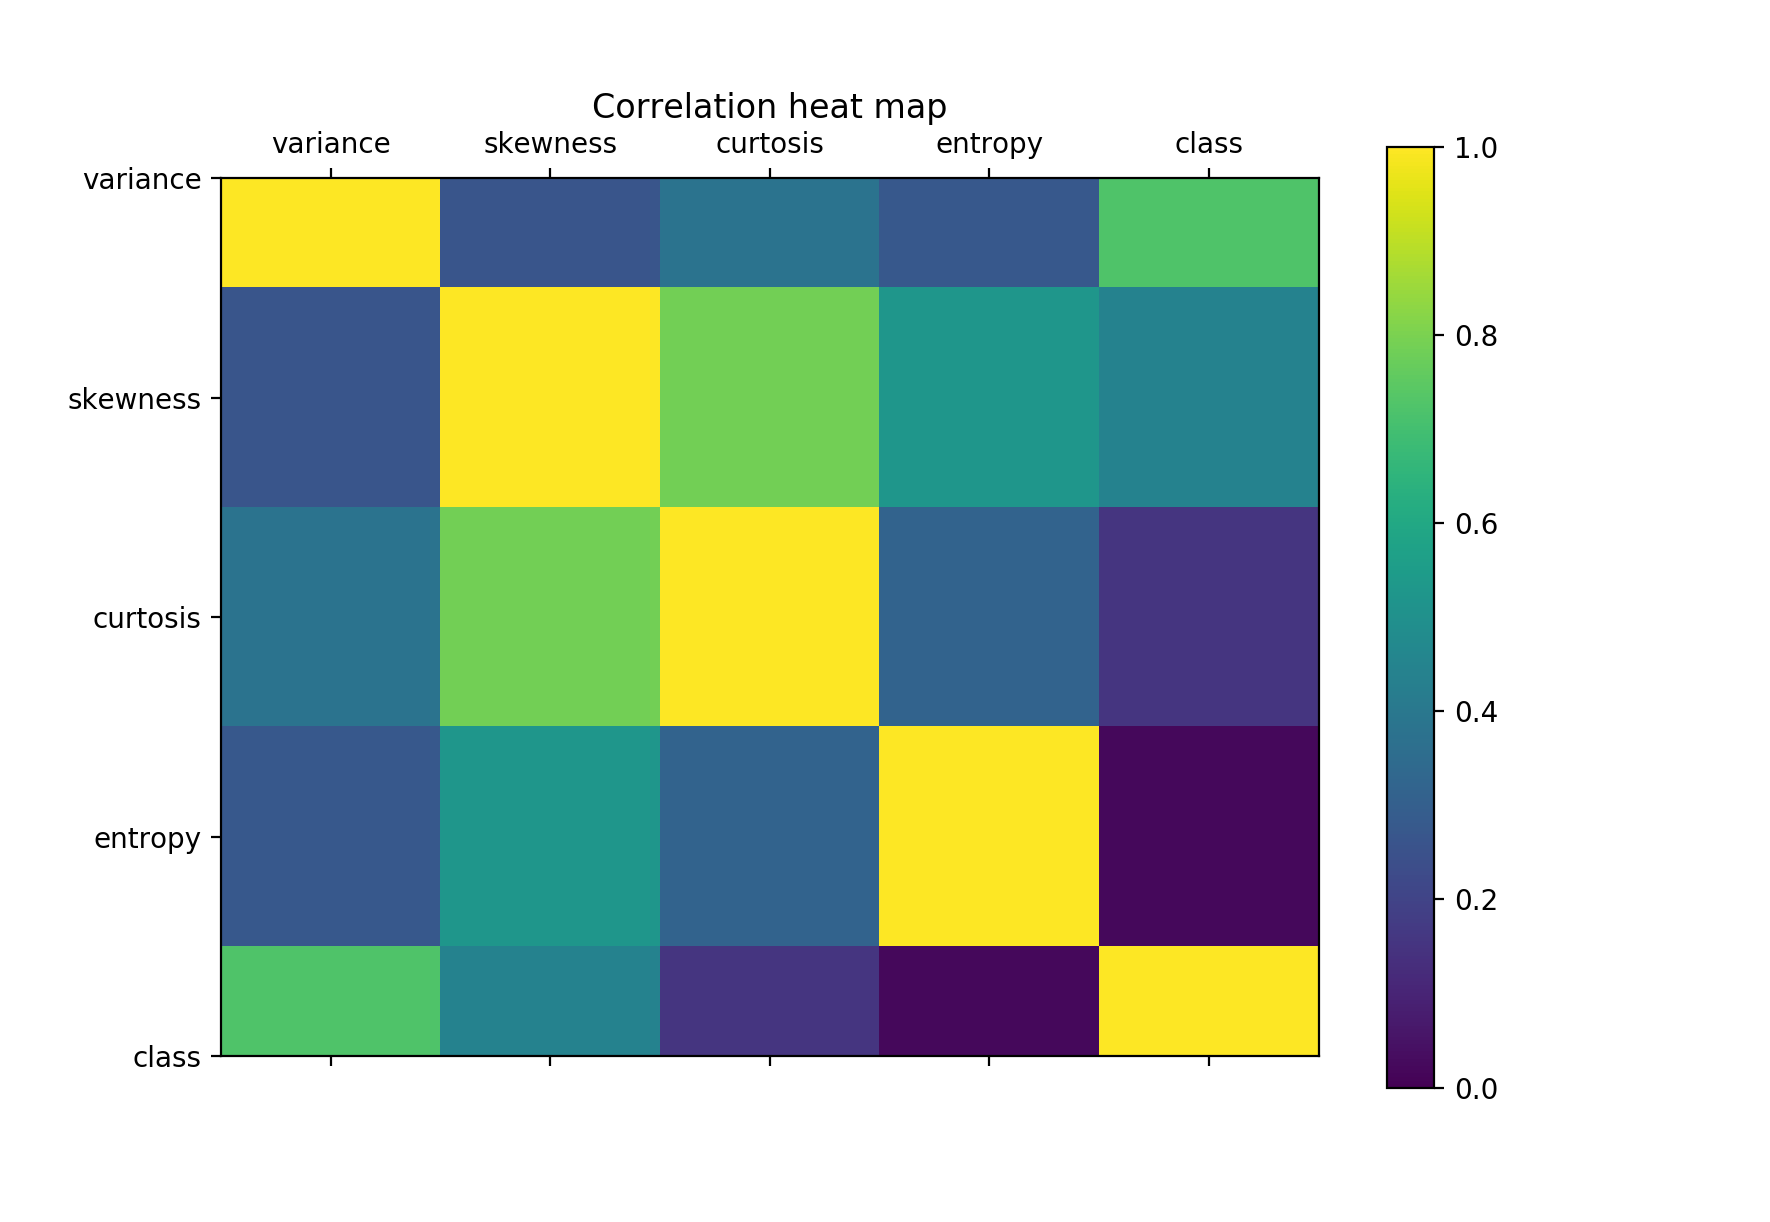 Correlation heat map
variance skewness curtosis entropy class
variance
skewness
curtosis
entropy
class
1.0
0.8
0.6
0.4
0.2
0.0